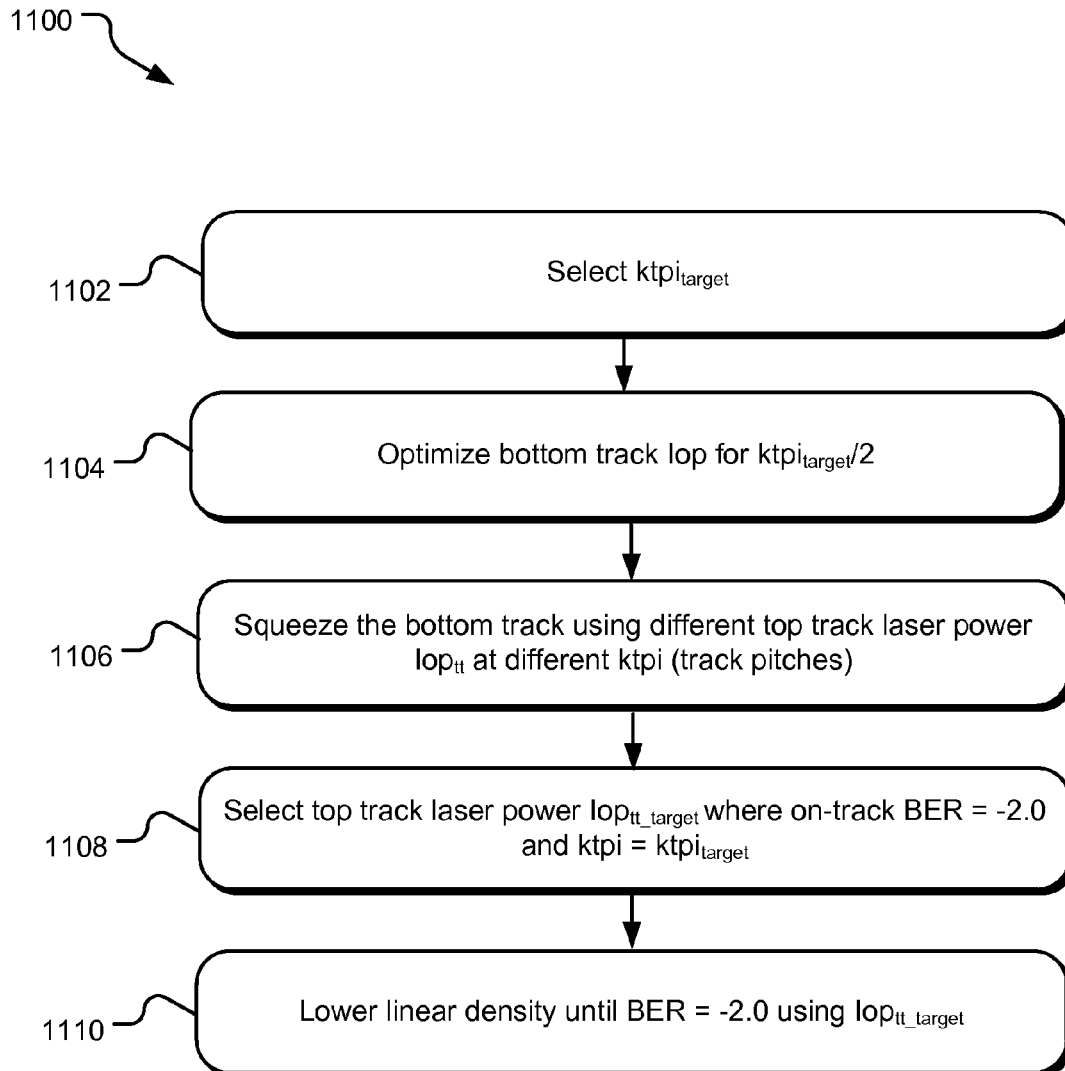 1100
1102
Select ktpitarget
1104
Optimize bottom track Iop for ktpitarget/2
1106
Squeeze the bottom track using different top track laser power
Ioptt at different ktpi (track pitches)
1108
Select top track laser power Ioptt_target where on-track BER = -2.0
and ktpi = ktpitarget
1110
Lower linear density until BER = -2.0 using Ioptt_target